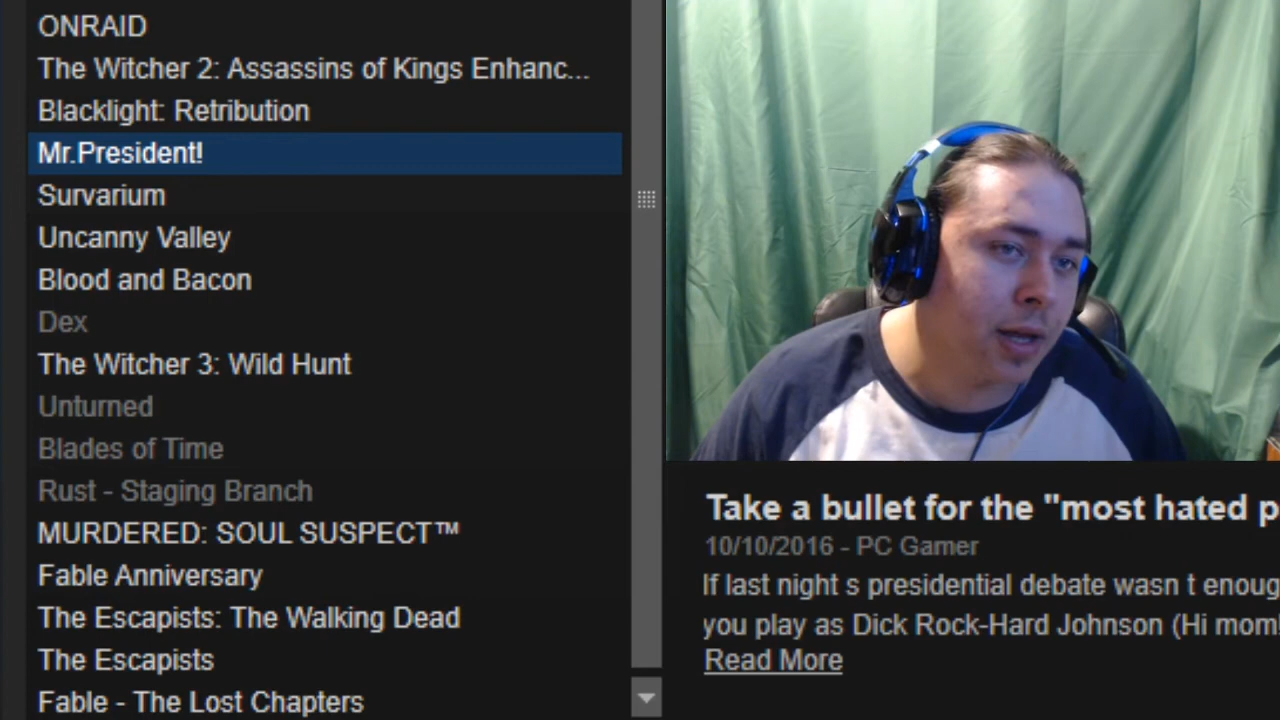 ONRAID
The Witcher 2: Assassins of Kings Enhanc...
Blacklight: Retribution
Mr.President!
Survarium
Uncanny Valley
Blood and Bacon
Dex
The Witcher 3: Wild Hunt
Unturned
Blades of Time
Rust - Staging Branch
MURDERED: SOUL SUSPECT™
Fable Anniversary
The Escapists: The Walking Dead
The Escapists
Fable - The Lost Chapters
Take a bullet for the "most hated p
10/10/2016 - PC Gamer
If last night s presidential debate wasn t enoug
you play as Dick Rock-Hard Johnson (Hi mom!
Read More